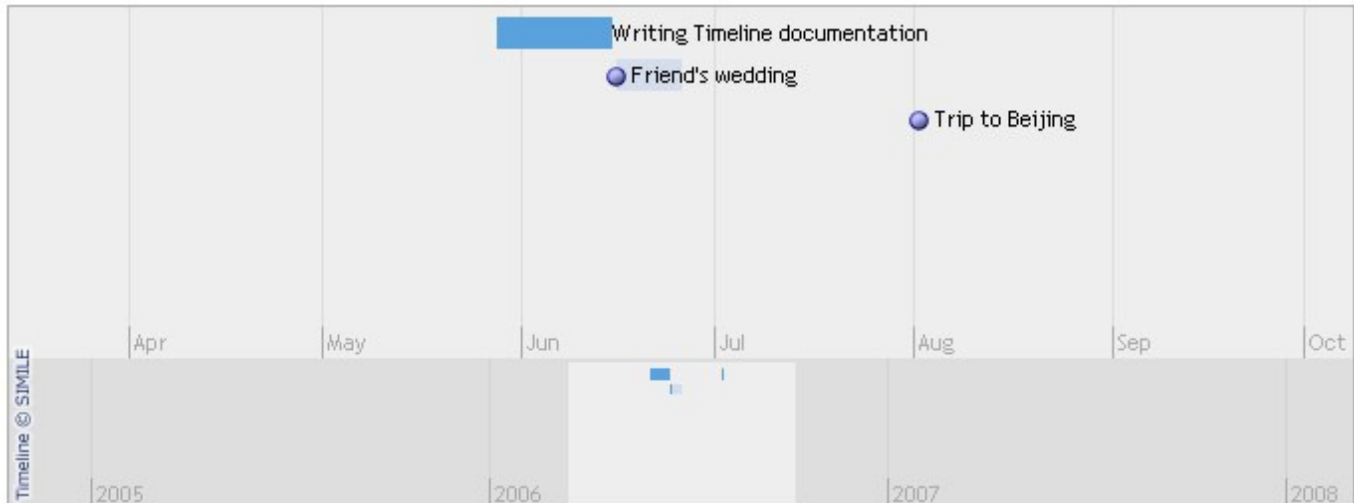 Writing Timeline documentation
Friend's wedding
Trip to Beijing
Apr May Jun Jul Aug Sep Oct
Timeline © SIMILE
2005 2006 2007 2008